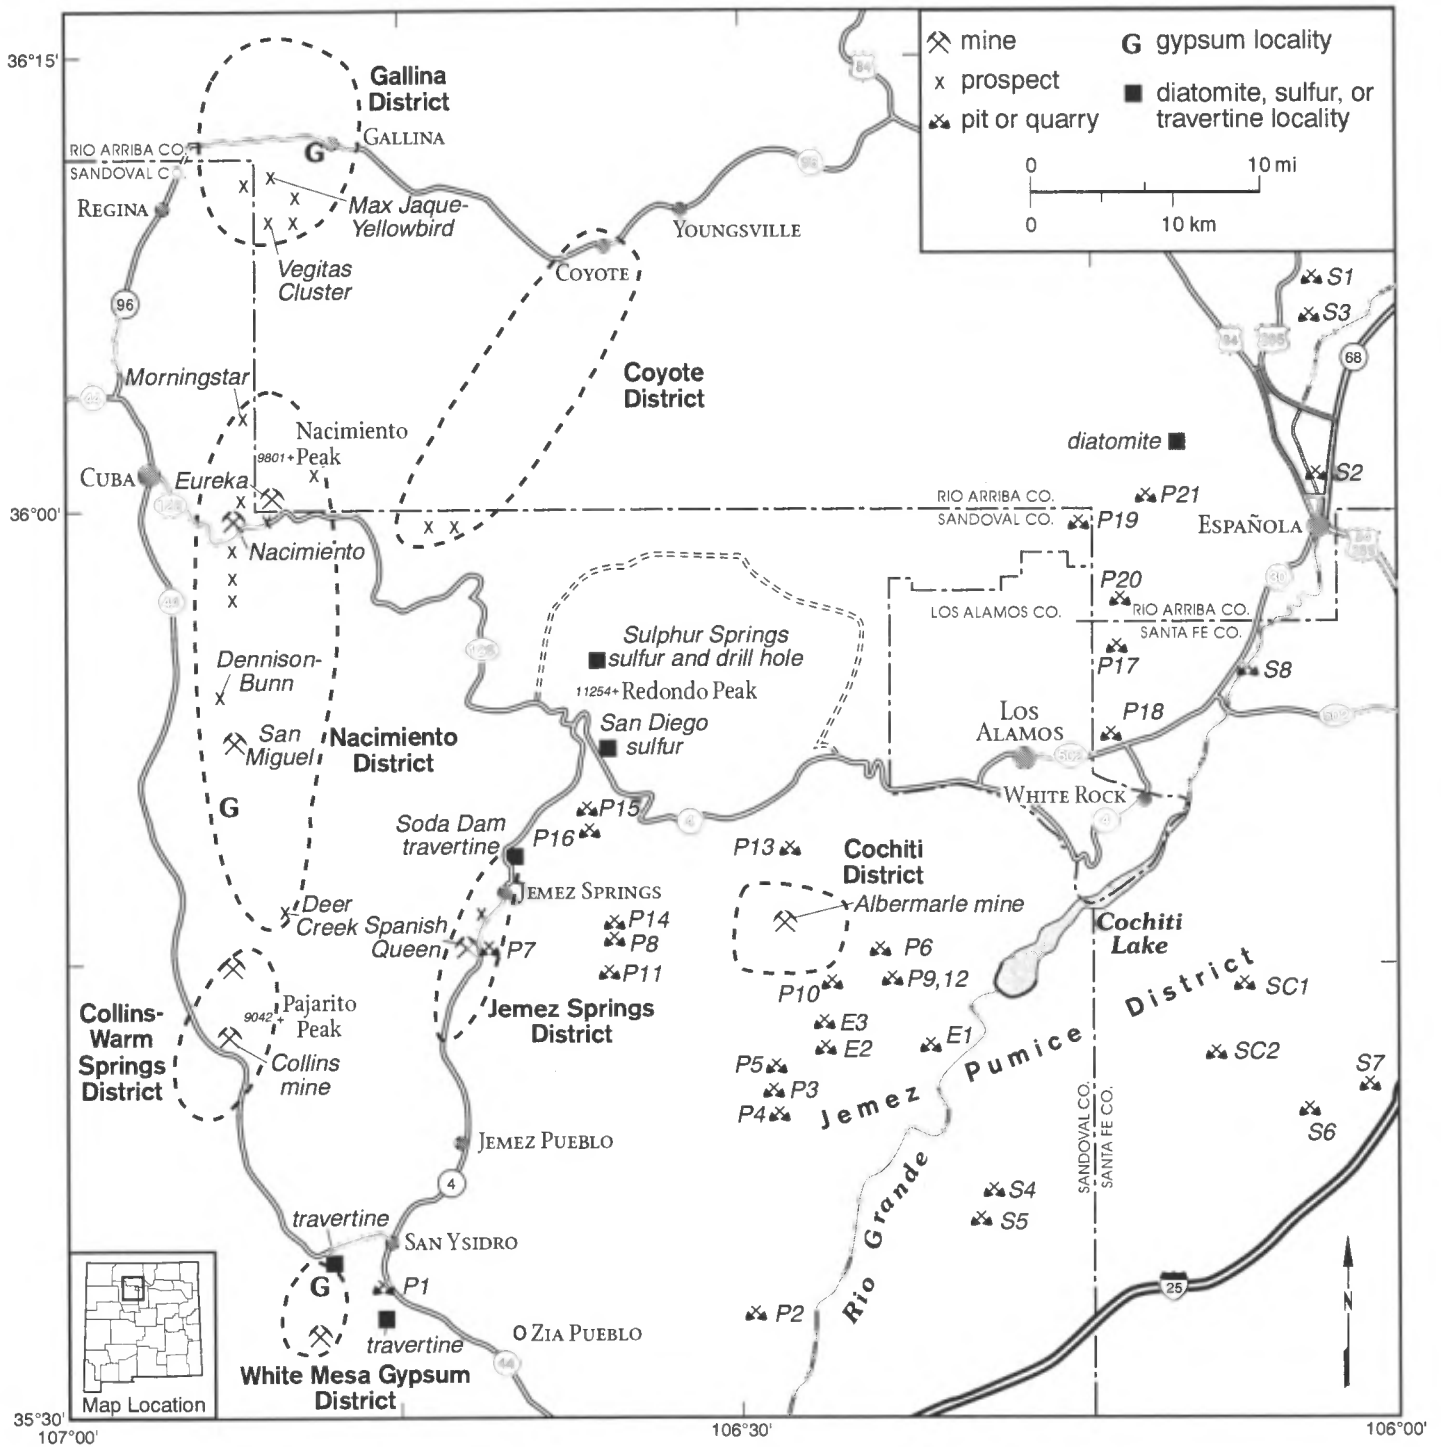 36°15'
mine
prospect
pit or quarry
G gypsum locality
diatomite, sulfur, or
travertine locality
0 10 mi
0 10 km
Gallina
District
84
RIO ARRIBA CO.
SANDOVAL CO.
G
GALLINA
REGINA
Max Jaque-
Yellowbird
Vegitas
Cluster
96
YOUNGSVILLE
COYOTE
S1
S3
84
285
68
Morningstar
Coyote
District
Nacimiento
9801+Peak
CUBA
Eureka
diatomite
S2
P21
36°00'
RIO ARRIBA CO.
SANDOVAL CO.
P19
ESPAÑOLA
Nacimiento
P20
LOS ALAMOS CO.
RIO ARRIBA CO.
SANTA FE CO.
44
Sulphur Springs
sulfur and drill hole
11254+Redondo Peak
P17
S8
Dennison-
Bunn
San Diego
sulfur
LOS
ALAMOS
P18
San
Miguel
Nacimiento
District
G
WHITE ROCK
4
4
P15
P16
Soda Dam
travertine
P13
Cochiti
District
JEMEZ SPRINGS
Albermarle mine
Deer
Creek
Spanish
Queen
P7
P14
P8
P11
P6
P9,12
P10
Cochiti
Lake
Jemez Springs
District
Collins-
Warm
Springs
District
9042+
Pajarito
Peak
Collins
mine
E3
E2
E1
P5
P3
P4
Jemez Pumice District
SC1
SC2
S7
S6
SANDOVAL CO.
SANTA FE CO.
JEMEZ PUEBLO
4
Rio Grande
S4
S5
travertine
SAN YSIDRO
G
P1
P2
25
N
travertine
ZIA PUEBLO
44
White Mesa Gypsum
District
Map Location
35°30'
107°00'
106°30'
106°00'